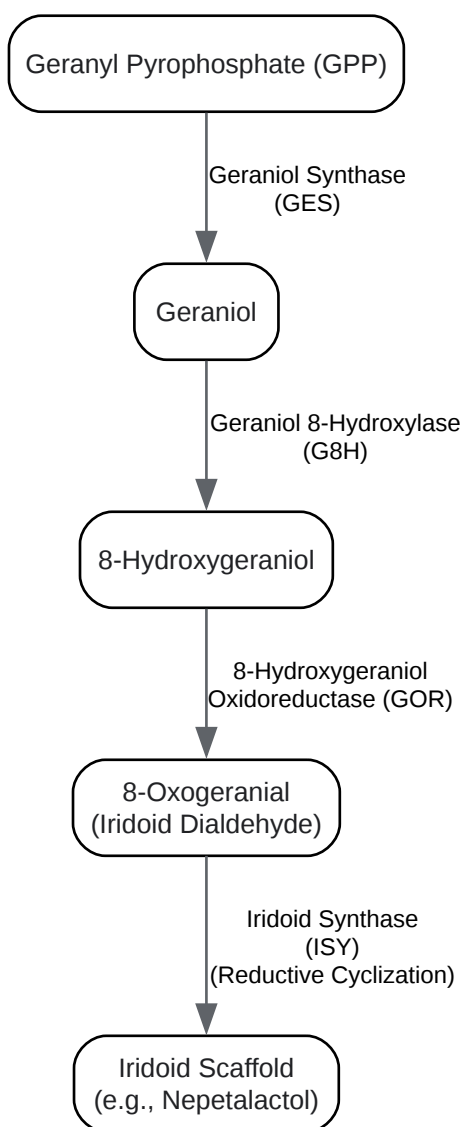 Geranyl Pyrophosphate (GPP)
Geraniol Synthase
(GES)
Geraniol
Geraniol 8-Hydroxylase
(G8H)
8-Hydroxygeraniol
8-Hydroxygeraniol
Oxidoreductase (GOR)
8-Oxogeranial
(Iridoid Dialdehyde)
Iridoid Synthase
(ISY)
(Reductive Cyclization)
Iridoid Scaffold
(e.g., Nepetalactol)